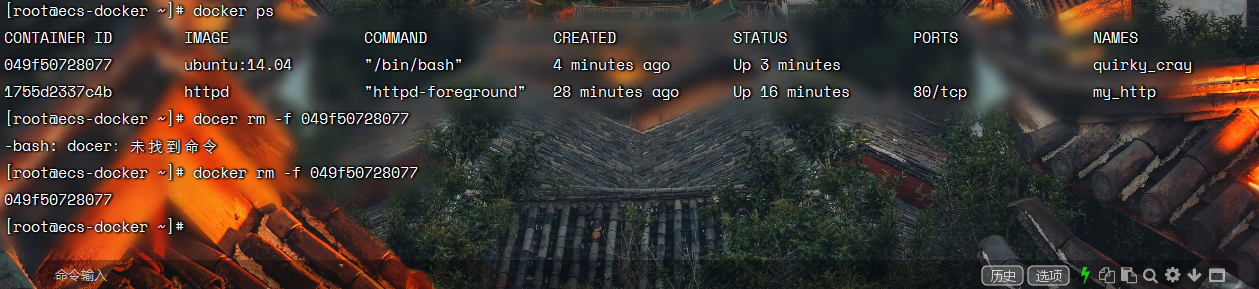 [root@ecs-docker ~]# docker ps
CONTAINER ID IMAGE COMMAND CREATED STATUS PORTS NAMES
049f50728077 ubuntu:14.04 "/bin/bash" 4 minutes ago Up 3 minutes quirky_cray
1755d2337c4b httpd "httpd-foreground" 28 minutes ago Up 16 minutes 80/tcp my_http
[root@ecs-docker ~]# docer rm -f 049f50728077
-bash: docer: 未找到命令
[root@ecs-docker ~]# docker rm -f 049f50728077
049f50728077
[root@ecs-docker ~]#
命令输入 历史 选项